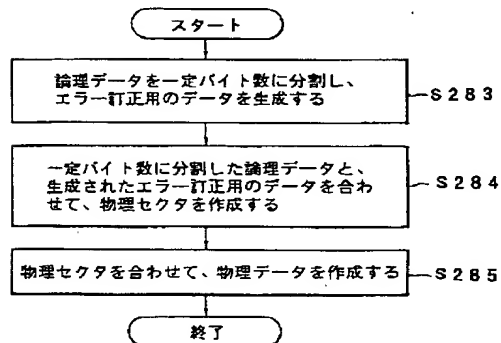 スタート
論理データを一定バイト数に分割し、
エラー訂正用のデータを生成する
S283
一定バイト数に分割した論理データと、
生成されたエラー訂正用のデータを合わ
せて、物理セクタを作成する
S284
物理セクタを合わせて、物理データを作成する
S285
終了